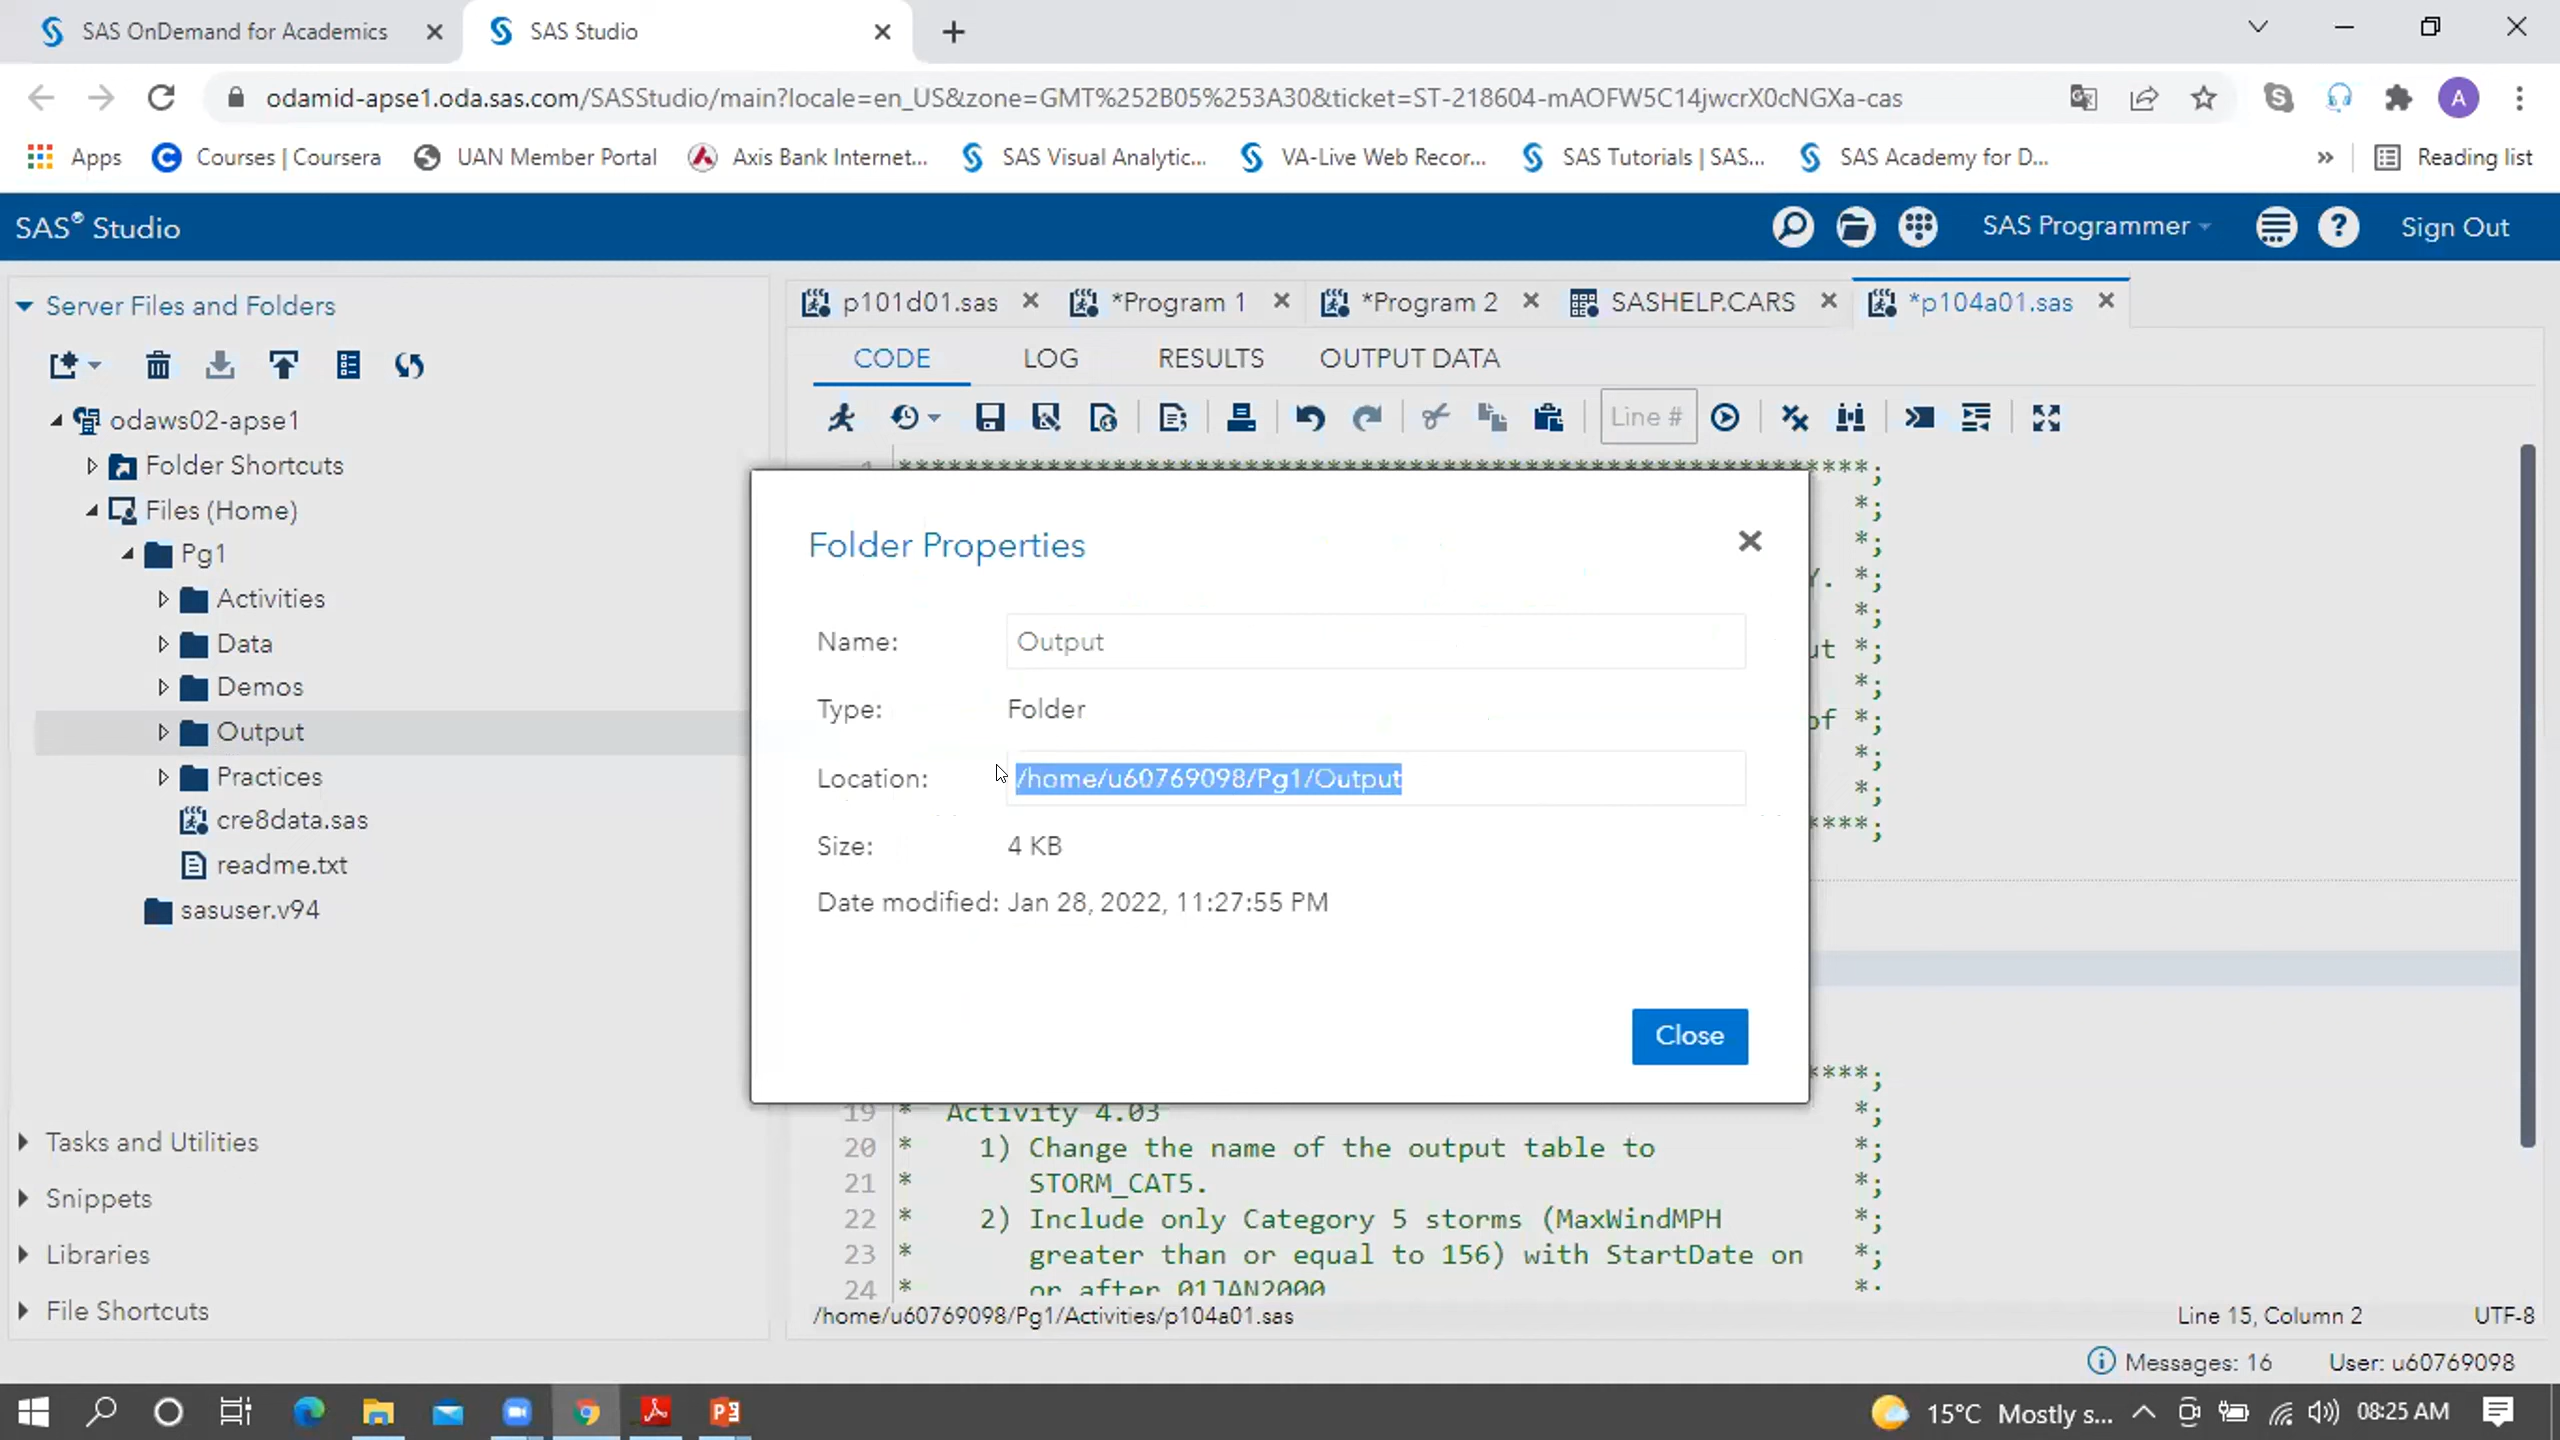 SAS OnDemand for Academics
SAS Studio
odamid-apse1.oda.sas.com/SASStudio/main?locale=en_US&zone=GMT%252B05%253A30&ticket=ST-218604-mAOFW5C14jwcrX0cNGXa-cas
A
Apps
Courses | Coursera
UAN Member Portal
Axis Bank Internet...
SAS Visual Analytic...
VA-Live Web Recor...
SAS Tutorials | SAS...
SAS Academy for D...
»
Reading list
SAS® Studio
SAS Programmer
Sign Out
Server Files and Folders
odaws02-apse1
Folder Shortcuts
Files (Home)
Pg1
Activities
Data
Demos
Output
Practices
cre8data.sas
readme.txt
sasuser.v94
Tasks and Utilities
Snippets
Libraries
File Shortcuts
p101d01.sas
*Program 1
*Program 2
SASHELP.CARS
*p104a01.sas
CODE
LOG
RESULTS
OUTPUT DATA
Line #
Folder Properties
Name: Output
Type: Folder
Location: /home/u60769098/Pg1/Output
Size: 4 KB
Date modified: Jan 28, 2022, 11:27:55 PM
Close
19 * Activity 4.03 *;
20 * 1) Change the name of the output table to *;
21 * STORM_CAT5. *;
22 * 2) Include only Category 5 storms (MaxWindMPH *;
23 * greater than or equal to 156) with StartDate on *;
24 * or after 01JAN2000 *;
/home/u60769098/Pg1/Activities/p104a01.sas
Line 15, Column 2
UTF-8
Messages: 16
User: u60769098
15°C Mostly s...
08:25 AM